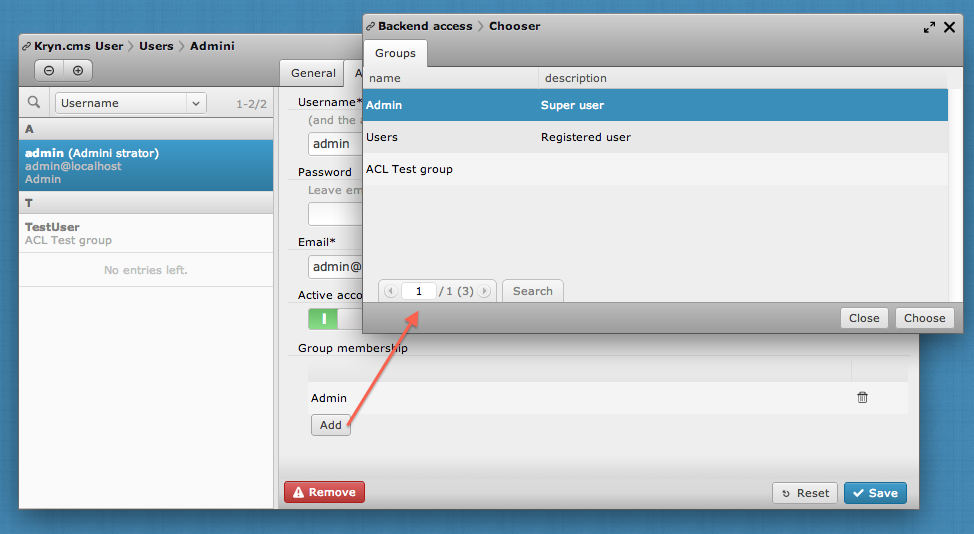 Backend access > Chooser
Groups
name description
Admin Super user
Users Registered user
ACL Test group
1 / 1 (3) Search
Close Choose
Kryn.cms User > Users > Admini
General A
Username 1-2/2
A
admin (Admini strator)
admin@localhost
Admin
T
TestUser
ACL Test group
No entries left.
Username*
(and the a
admin
Password
Leave em
Email*
admin@
Active acco
I
Group membership
Admin
Add
Remove Reset Save